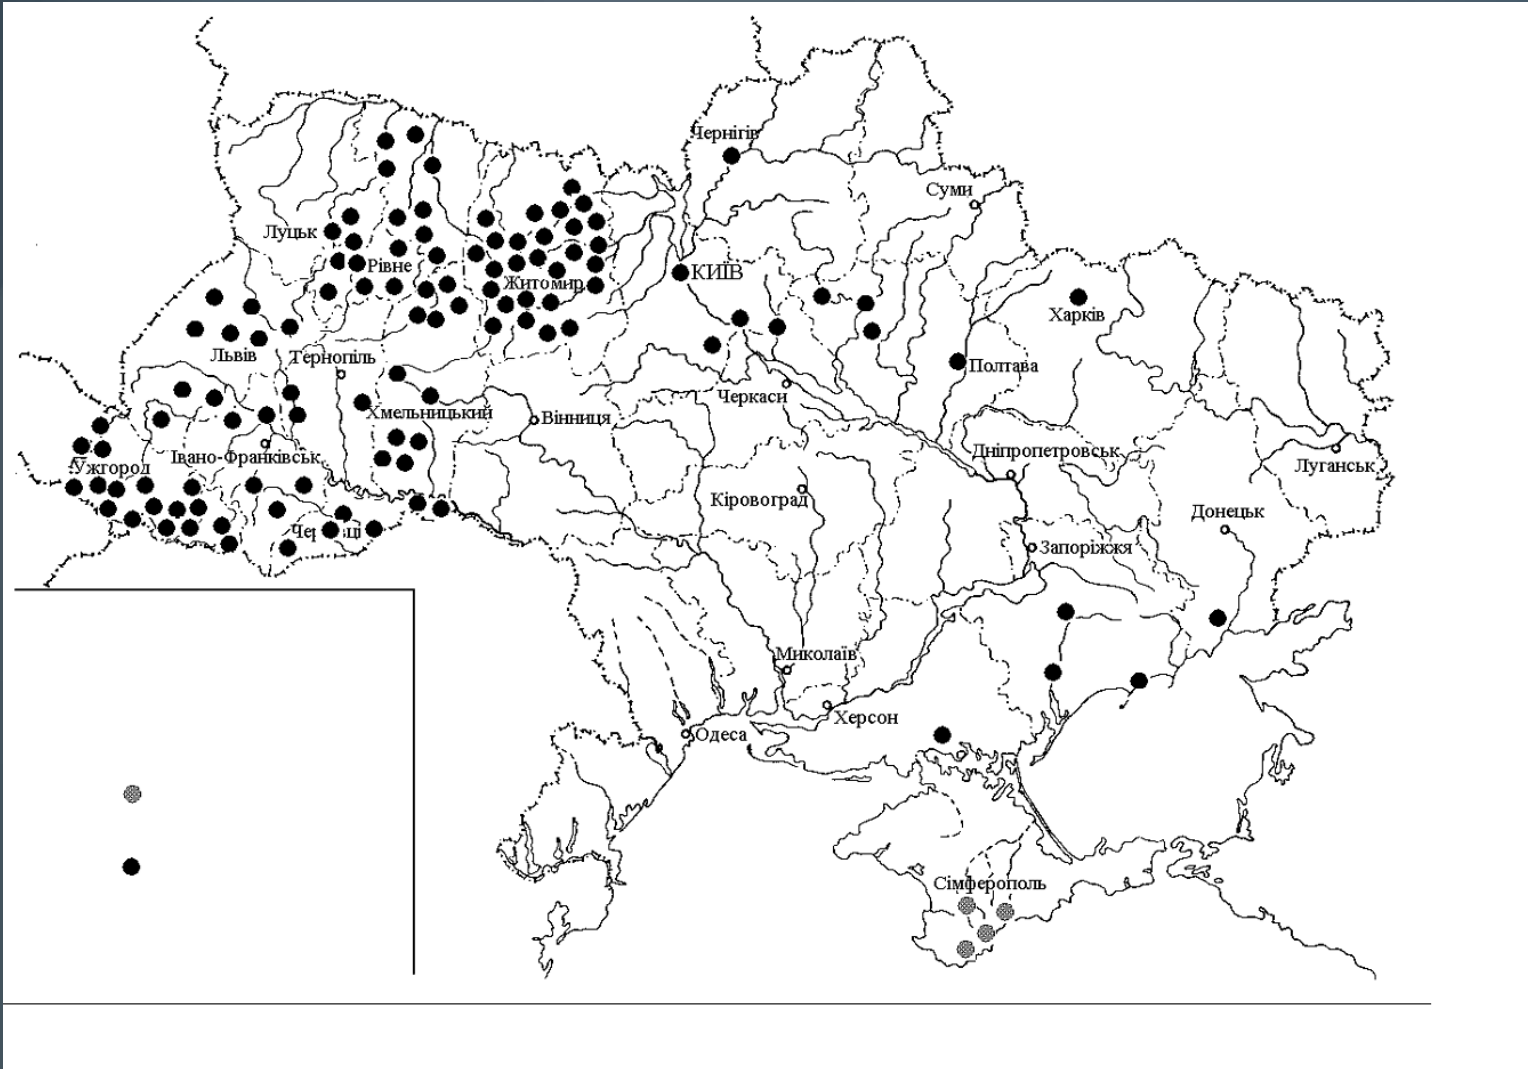 Чернігів
Суми
Луцьк
Рівне
КИЇВ
Житомир
Харків
Львів
Тернопіль
Полтава
Черкаси
Хмельницький
Вінниця
Ужгород
Івано-Франківськ
Дніпропетровськ
Луганськ
Кіровоград
Донецьк
Запоріжжя
Миколаїв
Херсон
Одеса
Сімферополь